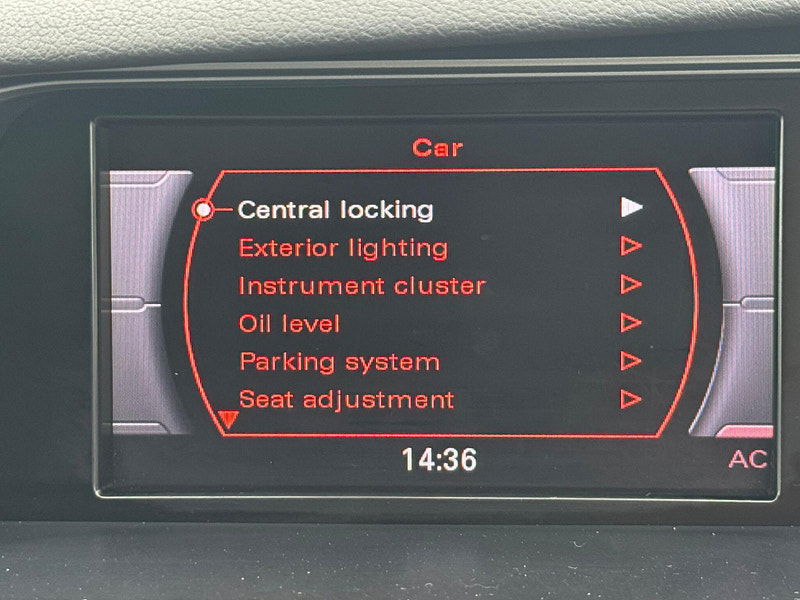 Car
Central locking
Exterior lighting
Instrument cluster
Oil level
Parking system
Seat adjustment
14:36
AC